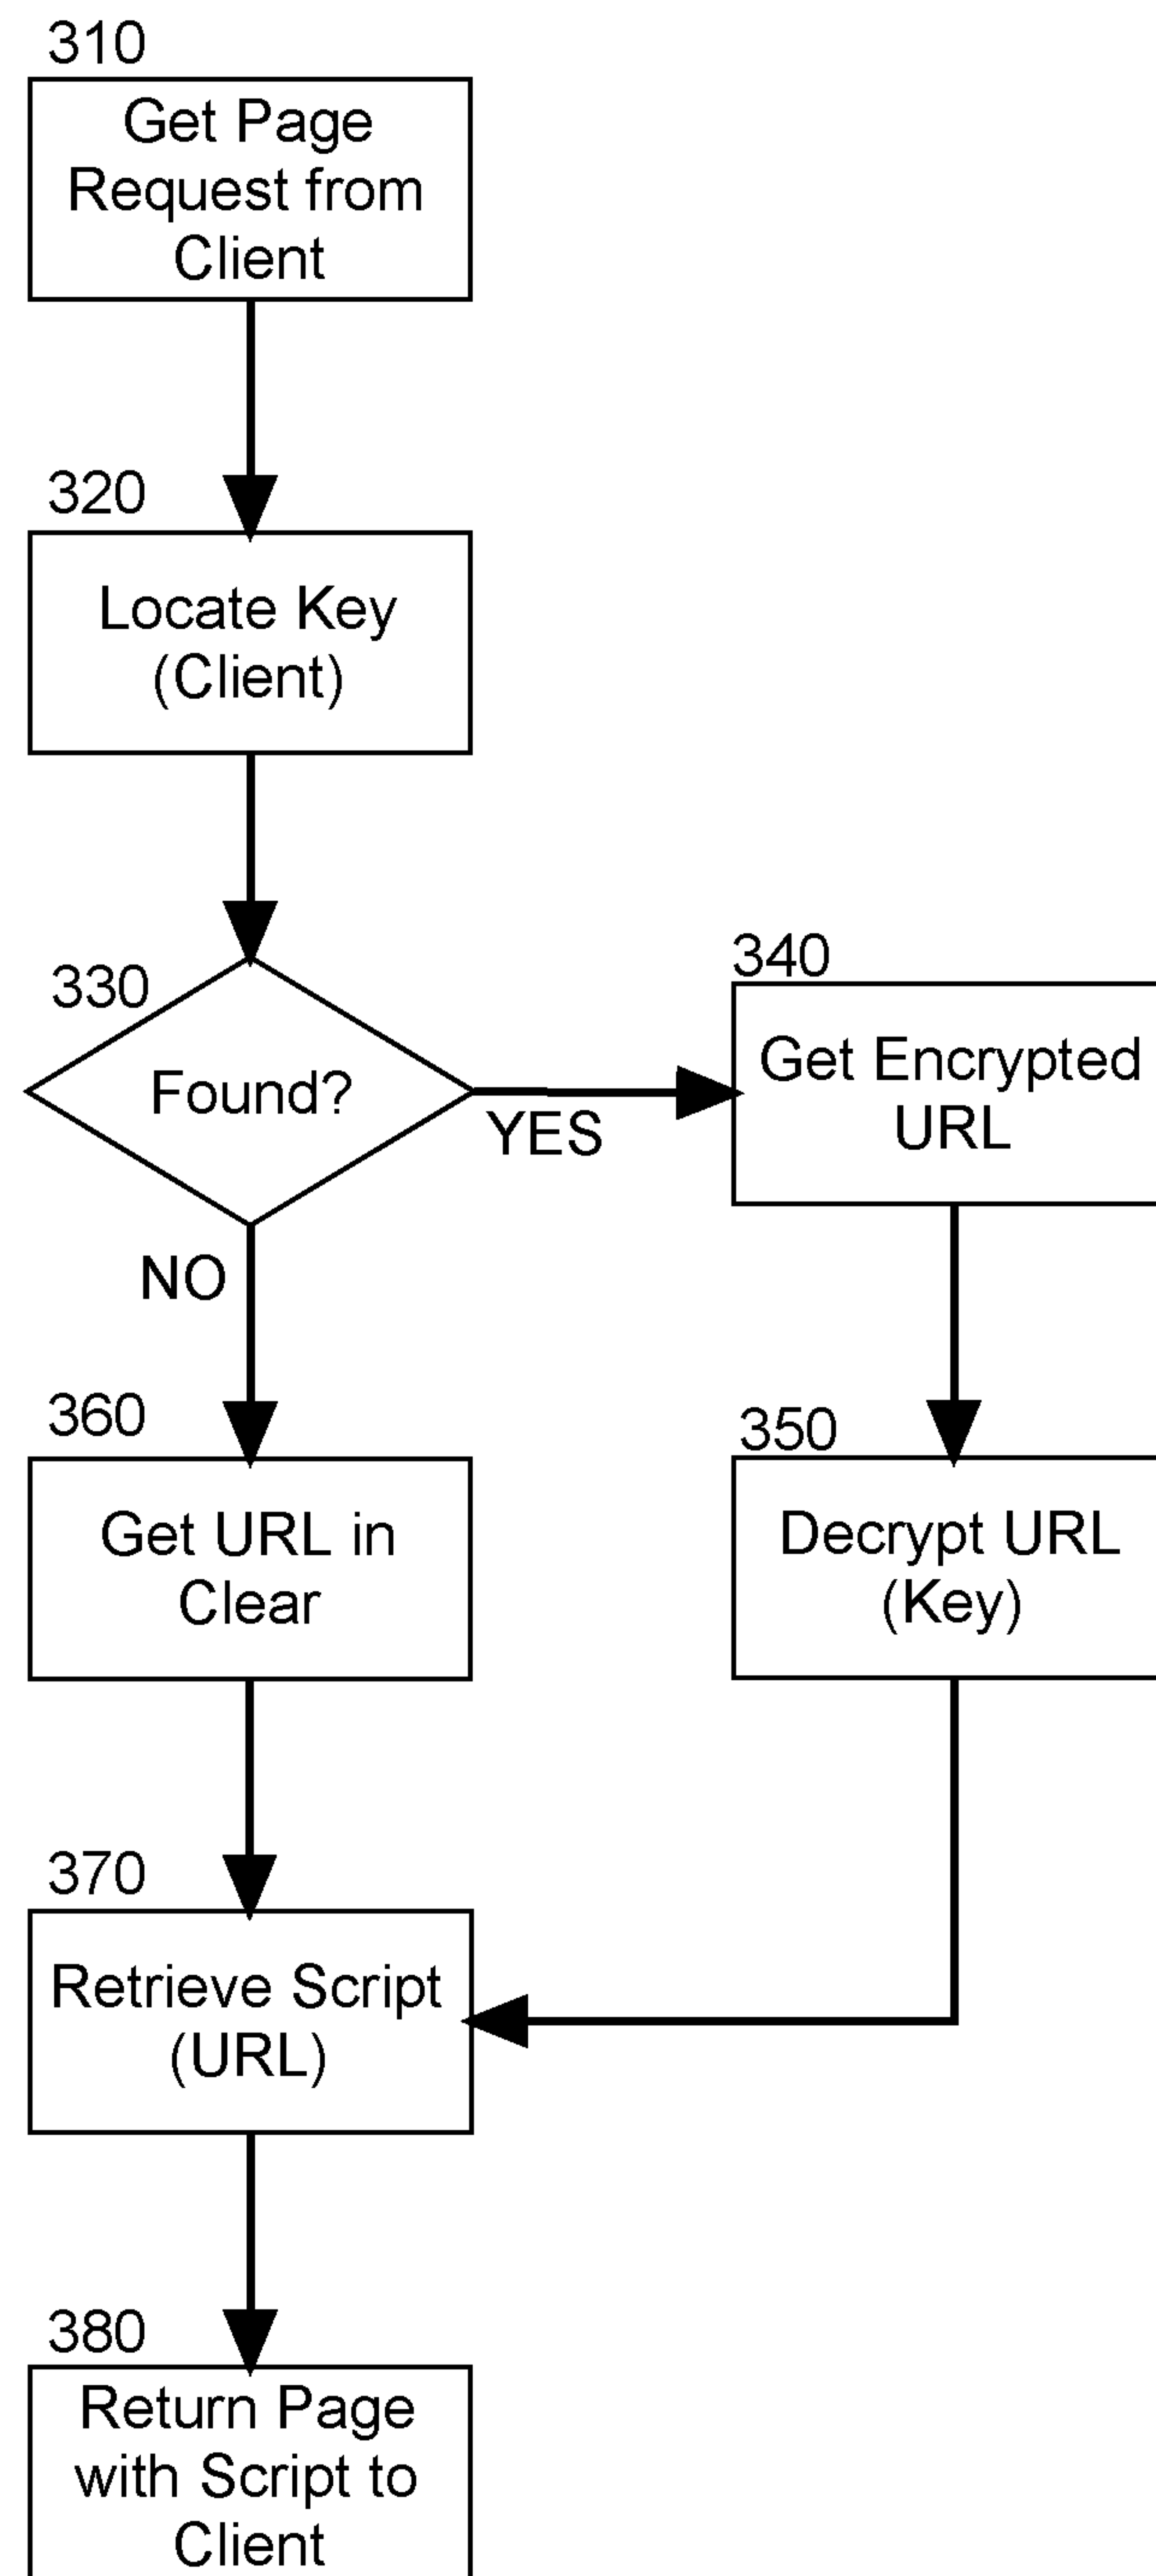 310
Get Page
Request from
Client
320
Locate Key
(Client)
330
Found?
YES
NO
340
Get Encrypted
URL
350
Decrypt URL
(Key)
360
Get URL in
Clear
370
Retrieve Script
(URL)
380
Return Page
with Script to
Client